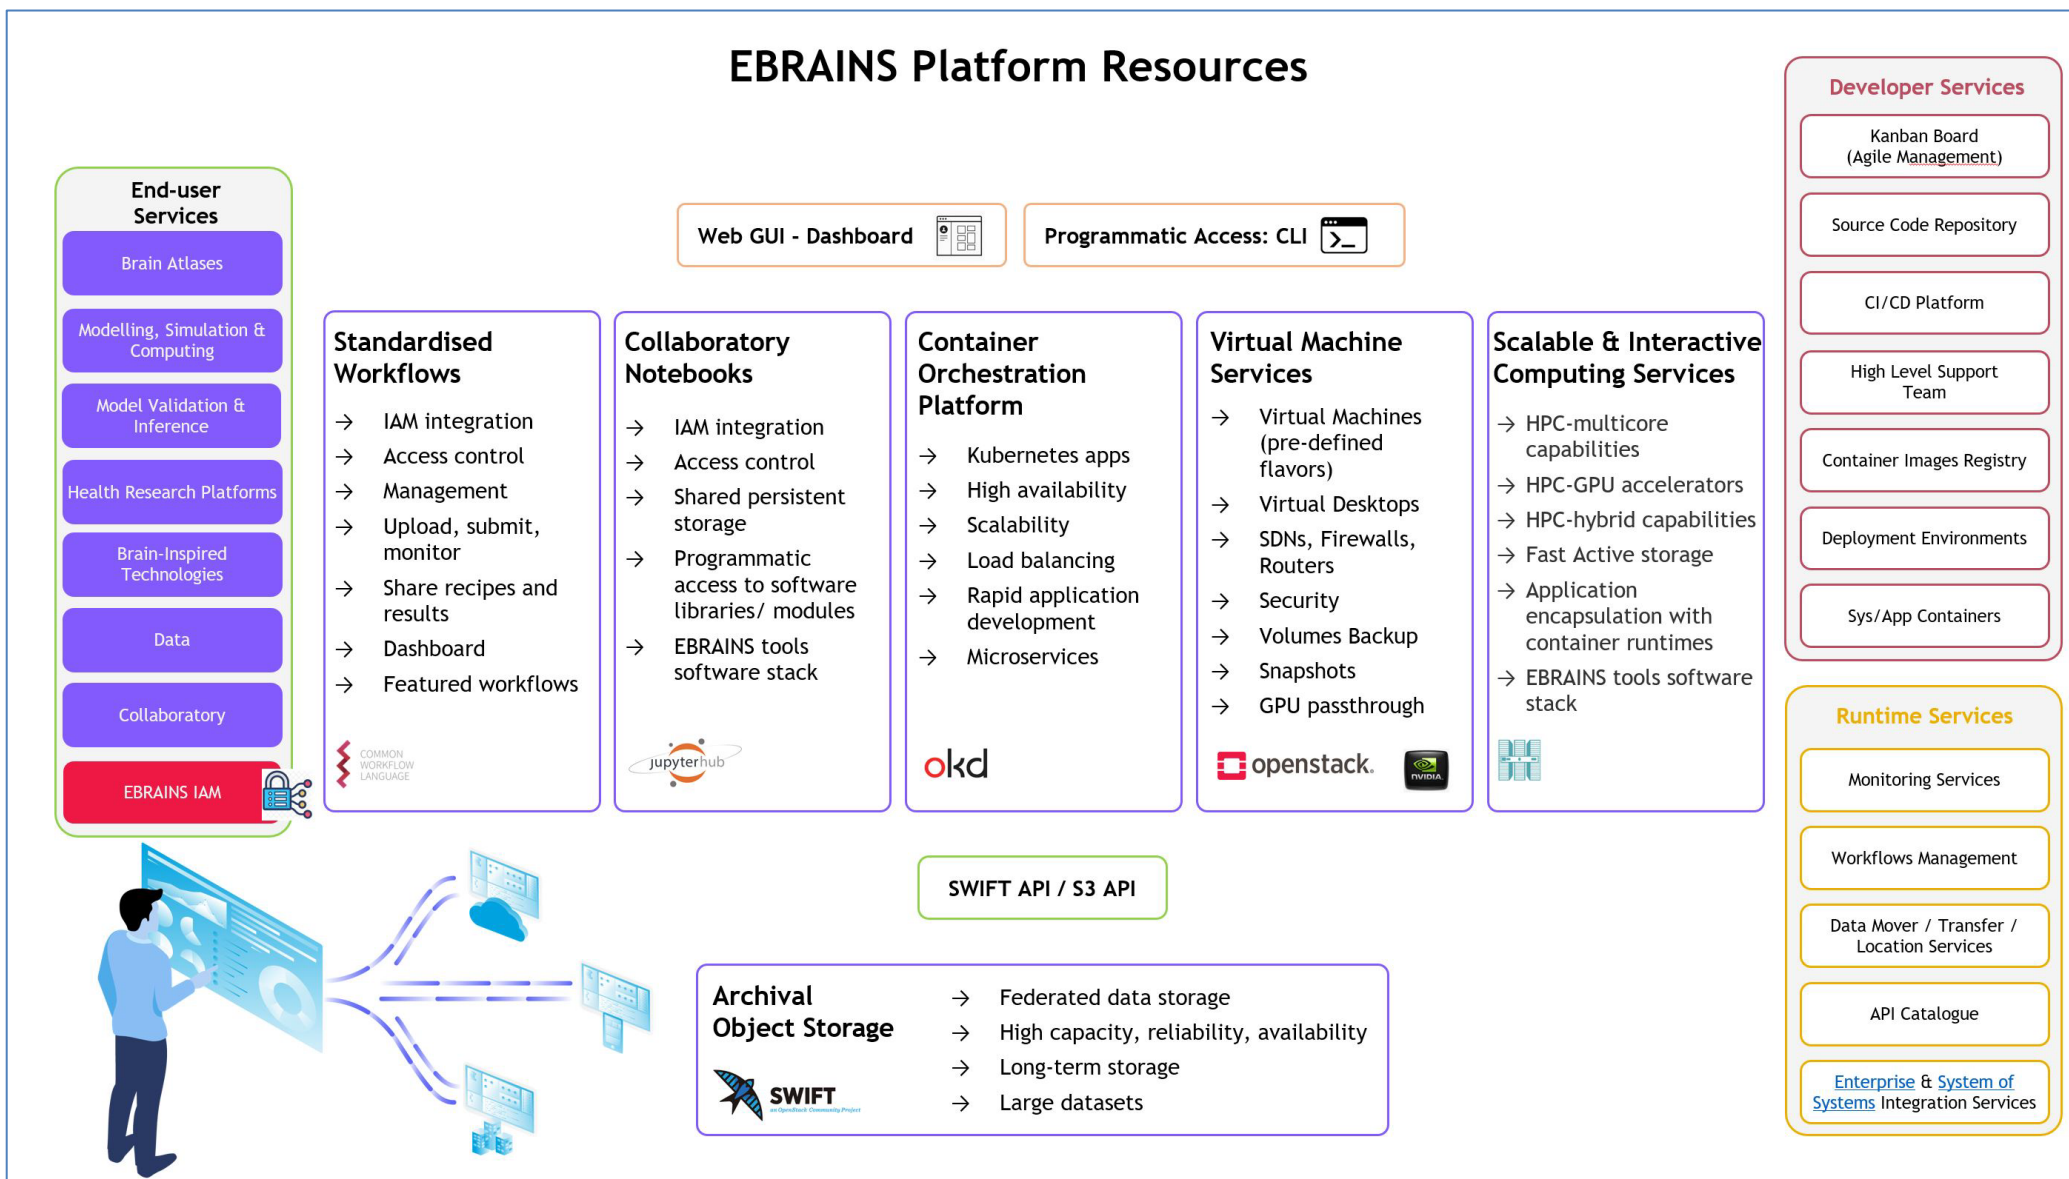 EBRAINS Platform Resources
End-user
Services
Brain Atlases
Modelling, Simulation &
Computing
Model Validation &
Inference
Health Research Platforms
Brain-Inspired
Technologies
Data
Collaboratory
EBRAINS IAM
Web GUI - Dashboard
Programmatic Access: CLI
Standardised
Workflows
→ IAM integration
→ Access control
→ Management
→ Upload, submit,
monitor
→ Share recipes and
results
→ Dashboard
→ Featured workflows
COMMON
WORKFLOW
LANGUAGE
Collaboratory
Notebooks
→ IAM integration
→ Access control
→ Shared persistent
storage
→ Programmatic
access to software
libraries/ modules
→ EBRAINS tools
software stack
jupyterhub
Container
Orchestration
Platform
→ Kubernetes apps
→ High availability
→ Scalability
→ Load balancing
→ Rapid application
development
→ Microservices
okd
Virtual Machine
Services
→ Virtual Machines
(pre-defined
flavors)
→ Virtual Desktops
→ SDNs, Firewalls,
Routers
→ Security
→ Volumes Backup
→ Snapshots
→ GPU passthrough
openstack.
NVIDIA.
Scalable & Interactive
Computing Services
→ HPC-multicore
capabilities
→ HPC-GPU accelerators
→ HPC-hybrid capabilities
→ Fast Active storage
→ Application
encapsulation with
container runtimes
→ EBRAINS tools software
stack
SWIFT API / S3 API
Archival
Object Storage
SWIFT
an OpenStack Community Project
→ Federated data storage
→ High capacity, reliability, availability
→ Long-term storage
→ Large datasets
Developer Services
Kanban Board
(Agile Management)
Source Code Repository
CI/CD Platform
High Level Support
Team
Container Images Registry
Deployment Environments
Sys/App Containers
Runtime Services
Monitoring Services
Workflows Management
Data Mover / Transfer /
Location Services
API Catalogue
Enterprise & System of
Systems Integration Services